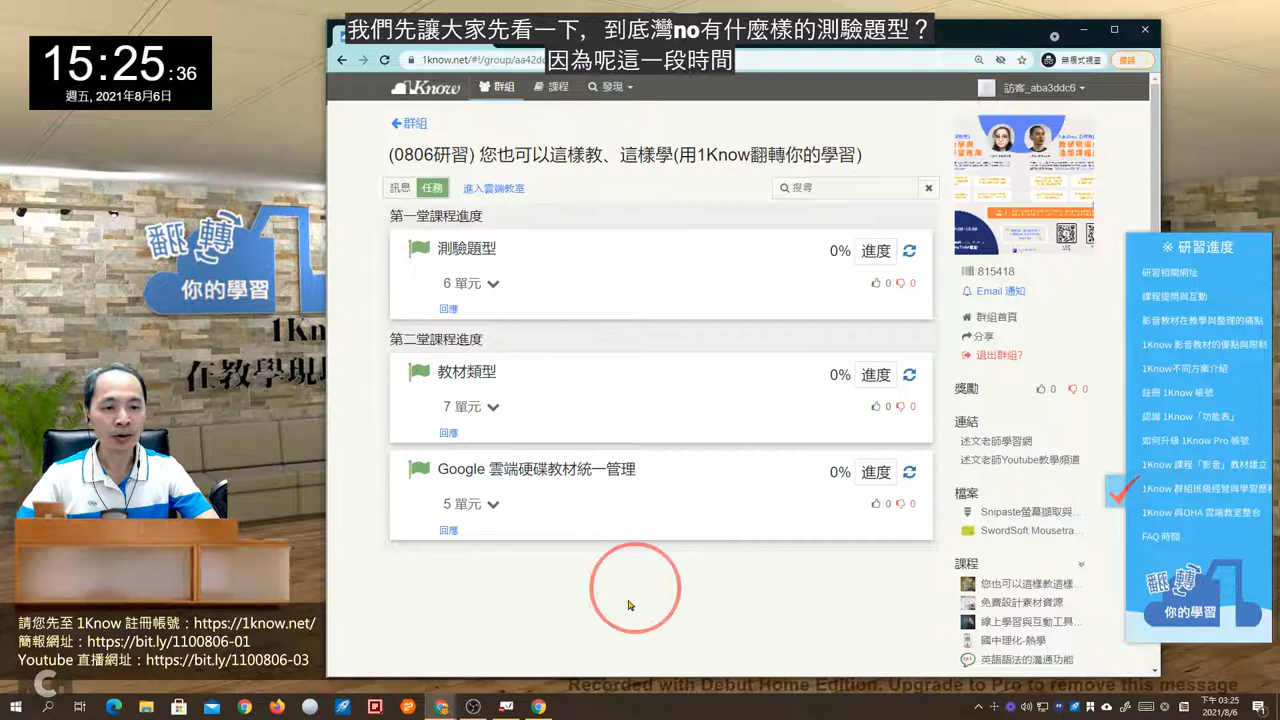 我們先讓大家先看一下, 到底灣no有什麼樣的測驗題型？
因為呢這一段時間
15:25:36
週五, 2021年8月6日
1know.net/#!/group/aa42dc
無痕式視窗
1Know
群組
課程
發現
訪客_aba3ddc6
群組
(0806研習) 您也可以這樣教、這樣學(用1Know翻轉你的學習)
訊息
任務
進入雲端教室
搜尋
第一堂課程進度
測驗題型
0%
進度
6 單元
0
0
回應
第二堂課程進度
教材類型
0%
進度
7 單元
0
0
回應
Google 雲端硬碟教材統一管理
0%
進度
5 單元
0
0
回應
815418
Email 通知
群組首頁
分享
退出群組?
獎勵
0
0
連結
述文老師學習網
述文老師Youtube教學頻道
檔案
Snipaste螢幕擷取與...
SwordSoft Mousetra...
課程
您也可以這樣教這樣...
免費設計素材資源
線上學習與互動工具...
國中理化-熱學
英語語法的溝通功能
※ 研習進度
研習相關網址
課程提問與互動
影音教材在教學與整理的痛點
1Know 影音教材的優點與限制
1Know不同方案介紹
註冊 1Know 帳號
認識 1Know「功能表」
如何升級 1Know Pro 帳號
1Know 課程「影音」教材建立
1Know 群組班級經營與學習歷程
1Know 與OHA 雲端教室整合
FAQ 時間
翻轉
你的學習
翻轉
你的學習
1Kn
在教學現
請您先至 1Know 註冊帳號：https://1know.net/
簡報網址：https://bit.ly/1100806-01
Youtube 直播網址：https://bit.ly/1100806-03
Recorded with Debut Home Edition. Upgrade to Pro to remove this message
下午 03:25
2021/8/6